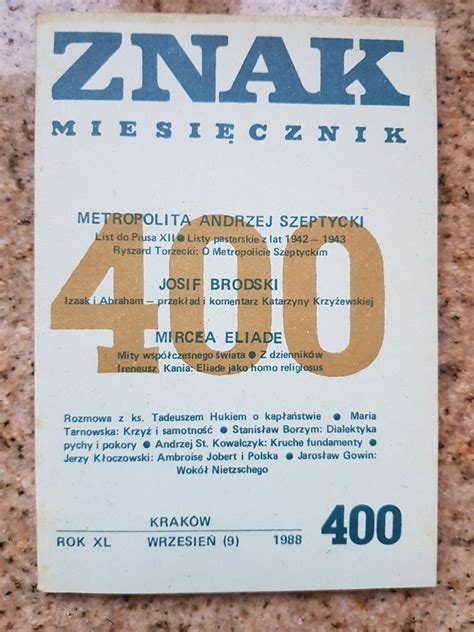 ZNAK
MIESIĘCZNIK
400
METROPOLITA ANDRZEJ SZEPTYCKI
List do Piusa XII ● Listy pasterskie z lat 1942 – 1943
Ryszard Torzecki: O Metropolicie Szeptyckim
JOSIF BRODSKI
Izaak i Abraham – przekład i komentarz Katarzyny Krzyżewskiej
MIRCEA ELIADE
Mity współczesnego świata ● Z dzienników
Ireneusz Kania: Eliade jako homo religiosus
Rozmowa z ks. Tadeuszem Hukiem o kapłaństwie ● Maria
Tarnowska: Krzyż i samotność ● Stanisław Borzym: Dialektyka
pychy i pokory ● Andrzej St. Kowalczyk: Kruche fundamenty ●
Jerzy Kłoczowski: Ambroise Jobert i Polska ● Jarosław Gowin:
Wokół Nietzschego
KRAKÓW
ROK XL WRZESIEŃ (9) 1988 400